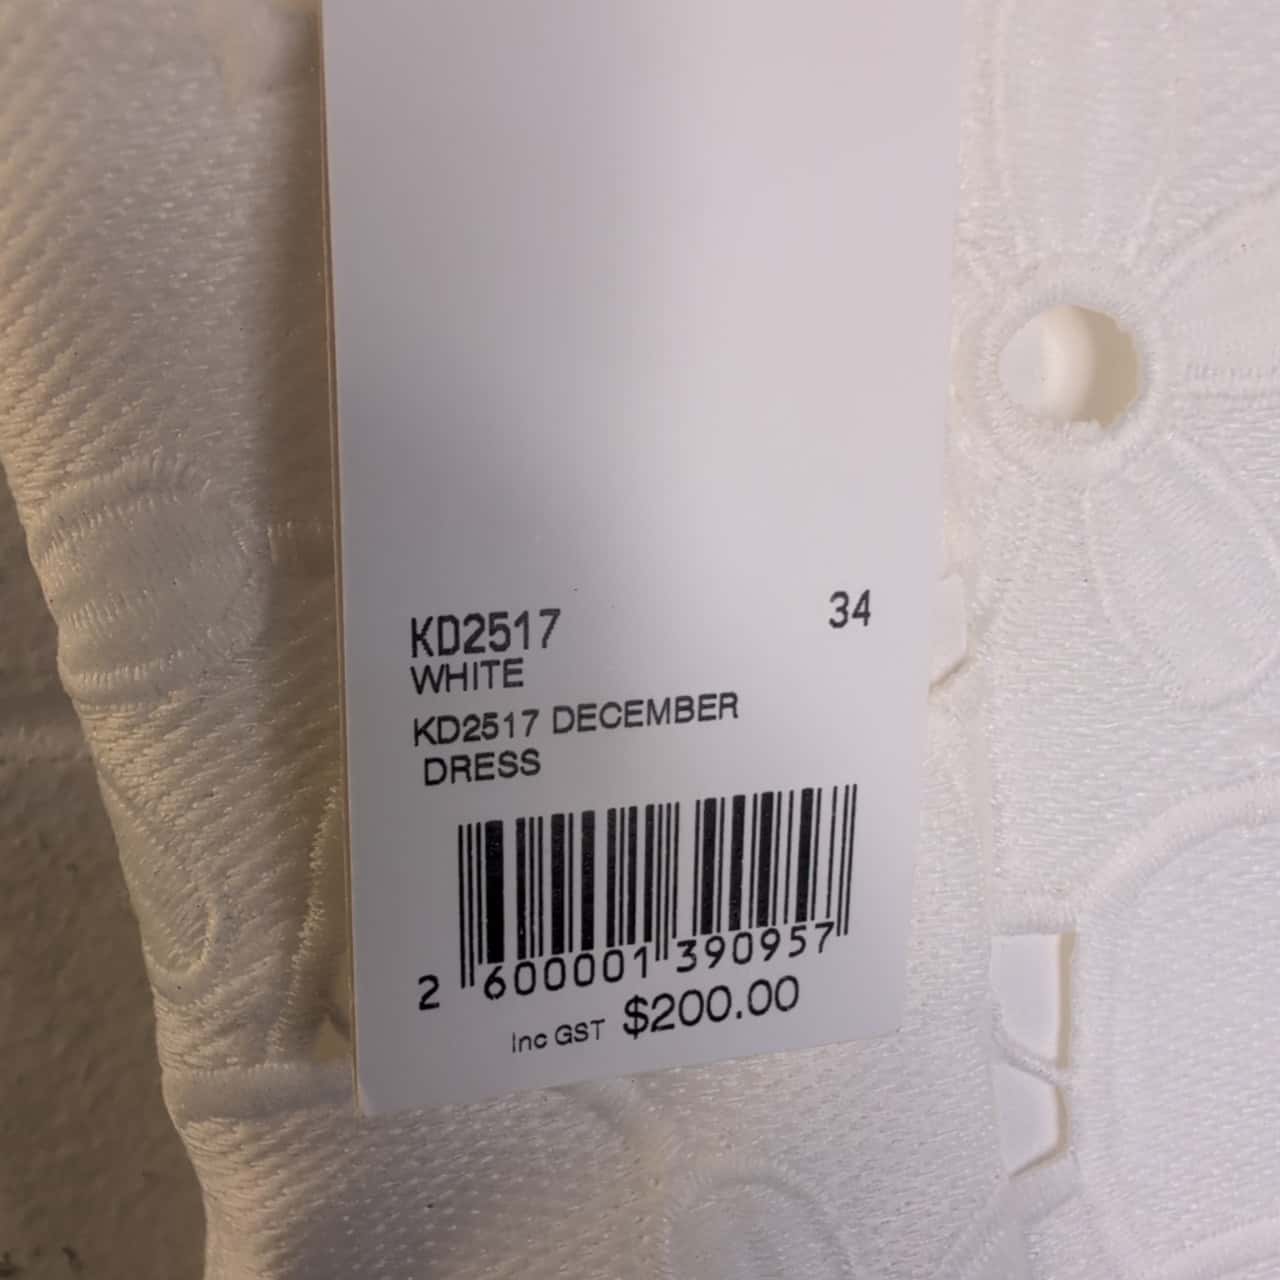 KD2517 34
WHITE
KD2517 DECEMBER
DRESS
2 600001 390957
Inc GST $200.00